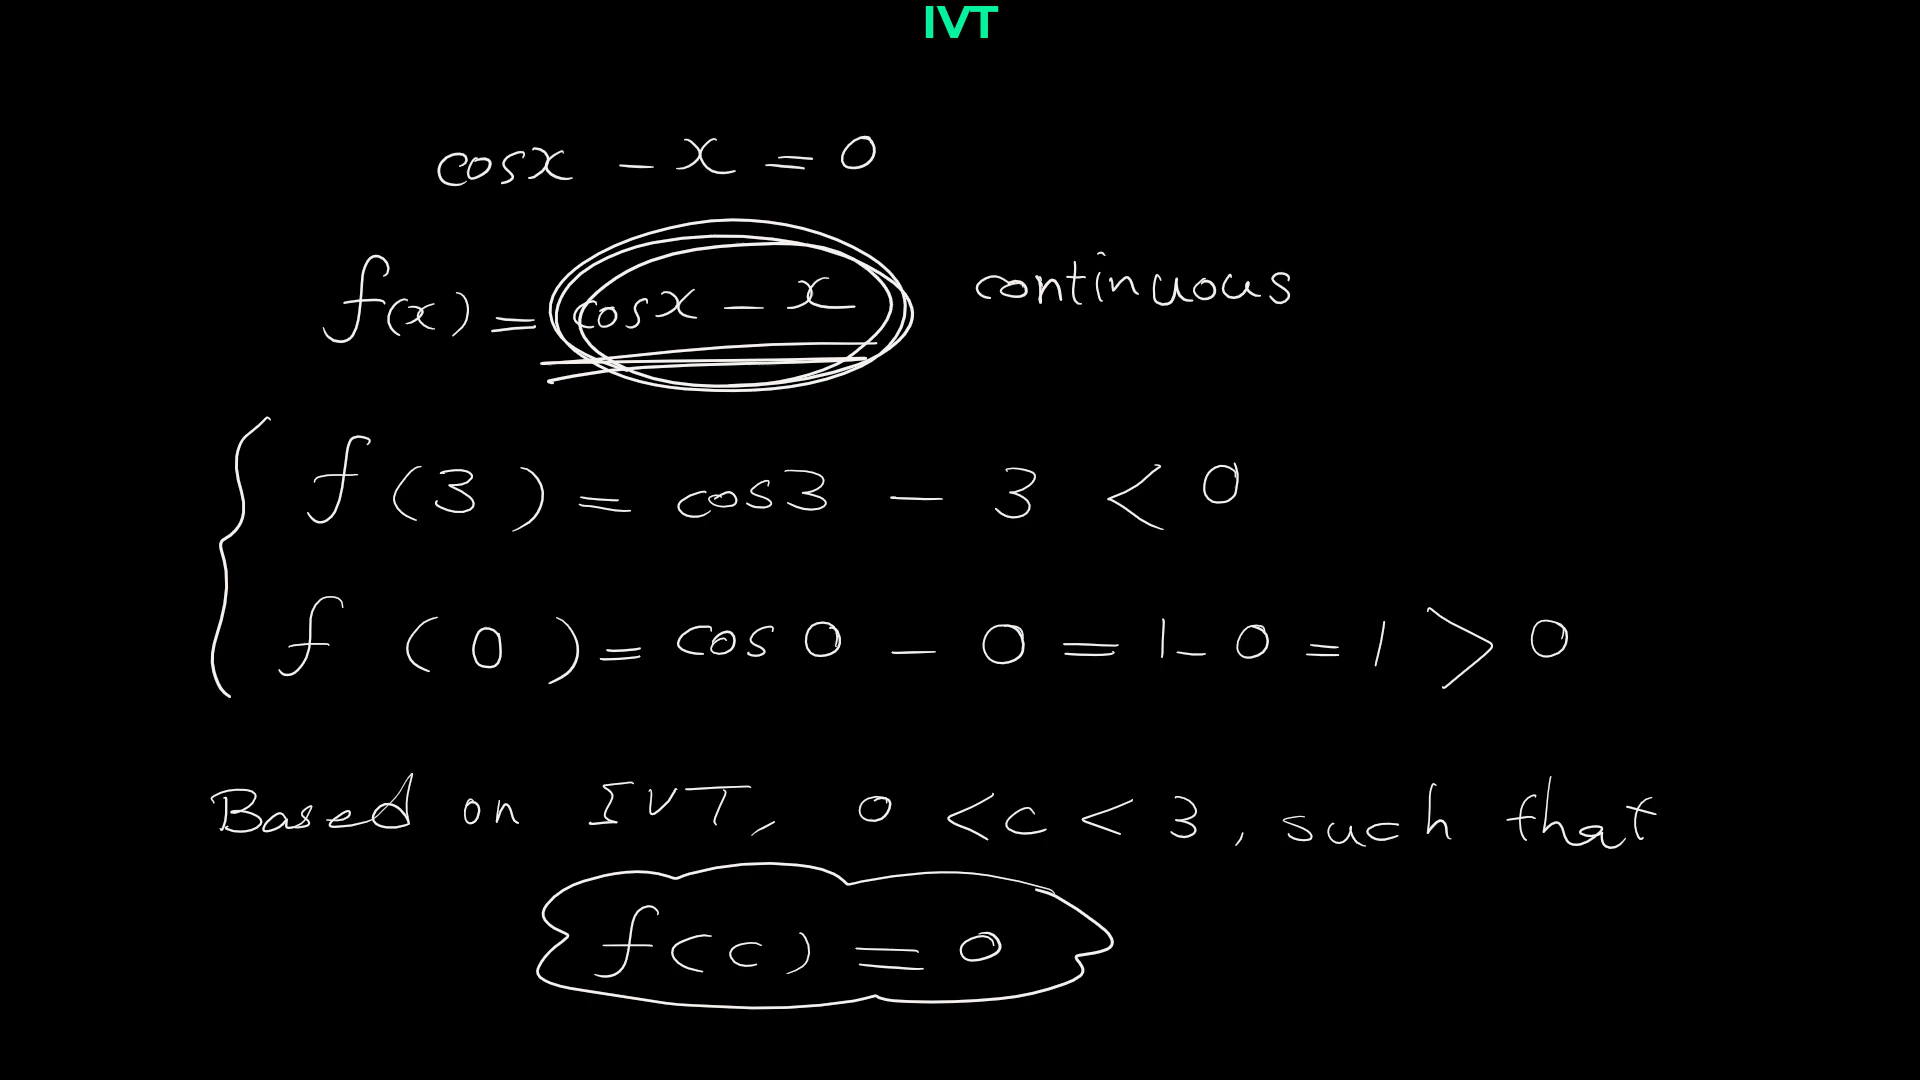 IVT
cosx - x = 0
f(x) = cosx - x continuous
f(3) = cos3 - 3 < 0
f(0) = cos0 - 0 = 1 - 0 = 1 > 0
Based on IVT, 0 < c < 3, such that
f(c) = 0